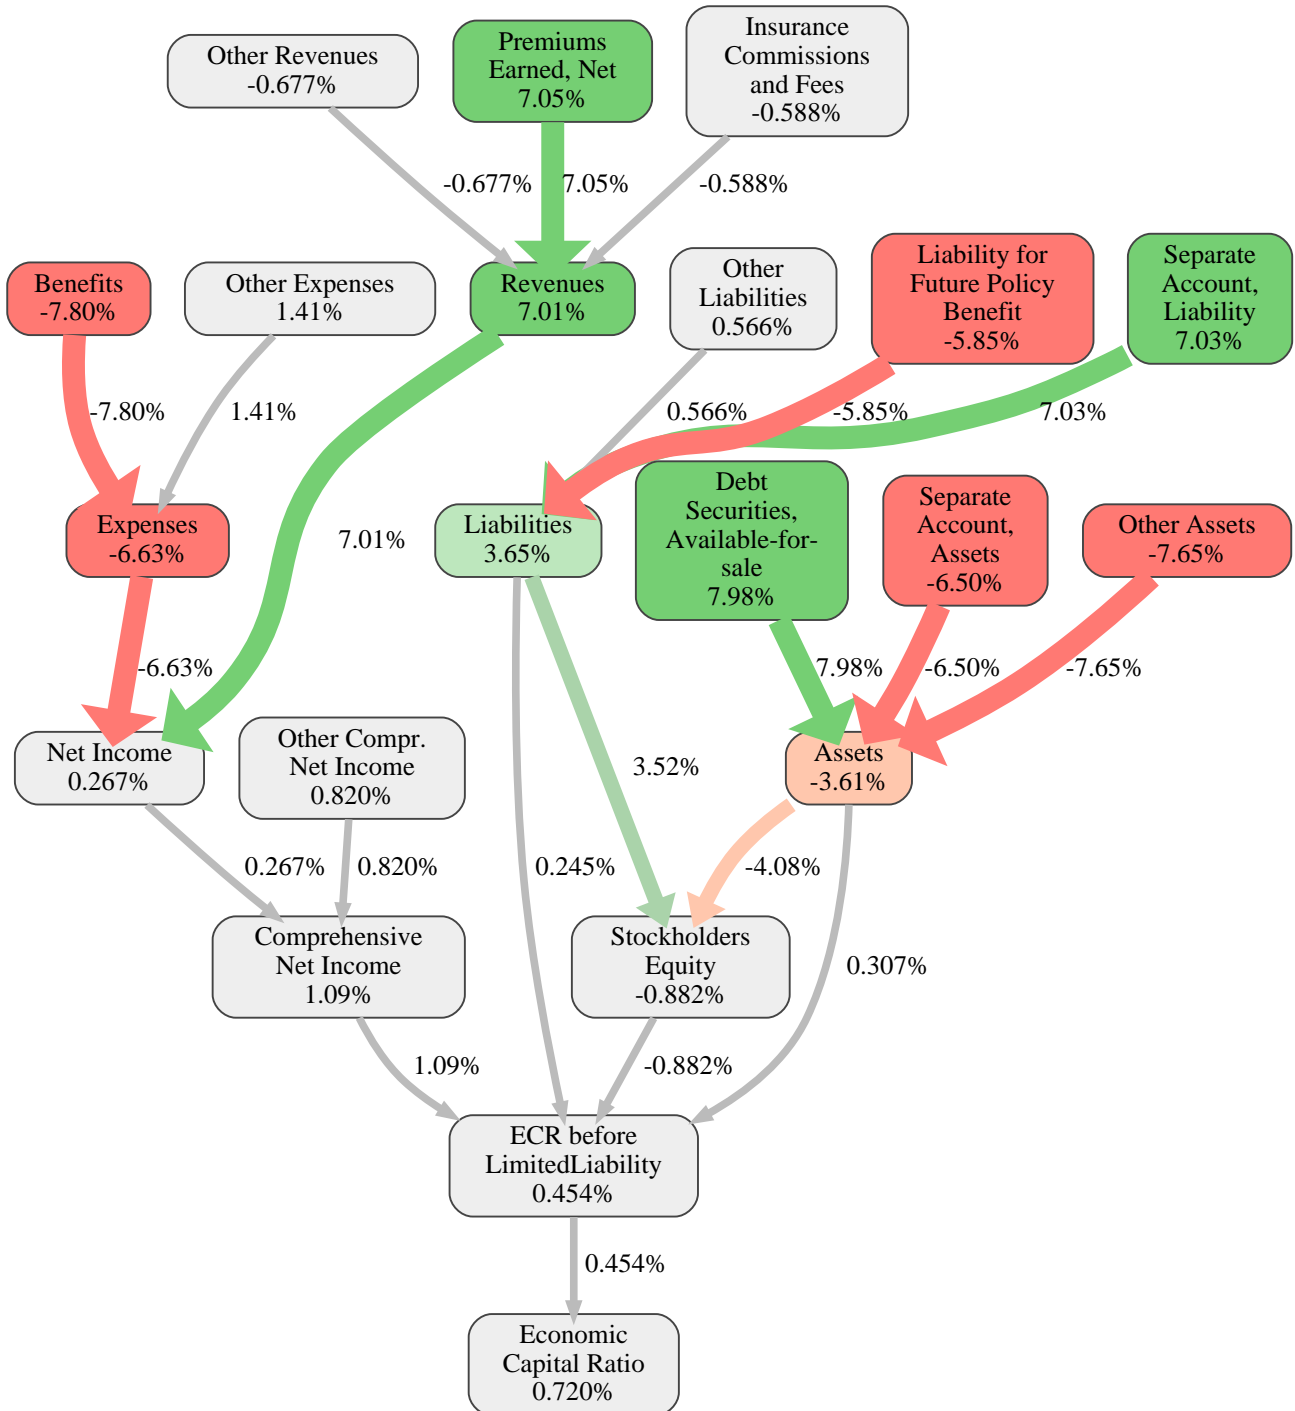 Other Revenues
-0.677%
Premiums
Earned, Net
7.05%
Insurance
Commissions
and Fees
-0.588%
-0.677%
7.05%
-0.588%
Benefits
-7.80%
Other Expenses
1.41%
Revenues
7.01%
Other
Liabilities
0.566%
Liability for
Future Policy
Benefit
-5.85%
Separate
Account,
Liability
7.03%
-7.80%
1.41%
0.566%
-5.85%
7.03%
Expenses
-6.63%
7.01%
Liabilities
3.65%
Debt
Securities,
Available-for-
sale
7.98%
Separate
Account,
Assets
-6.50%
Other Assets
-7.65%
-6.63%
7.98%
-6.50%
-7.65%
Net Income
0.267%
Other Compr.
Net Income
0.820%
3.52%
Assets
-3.61%
0.267%
0.820%
0.245%
-4.08%
Comprehensive
Net Income
1.09%
Stockholders
Equity
-0.882%
0.307%
1.09%
-0.882%
ECR before
LimitedLiability
0.454%
0.454%
Economic
Capital Ratio
0.720%